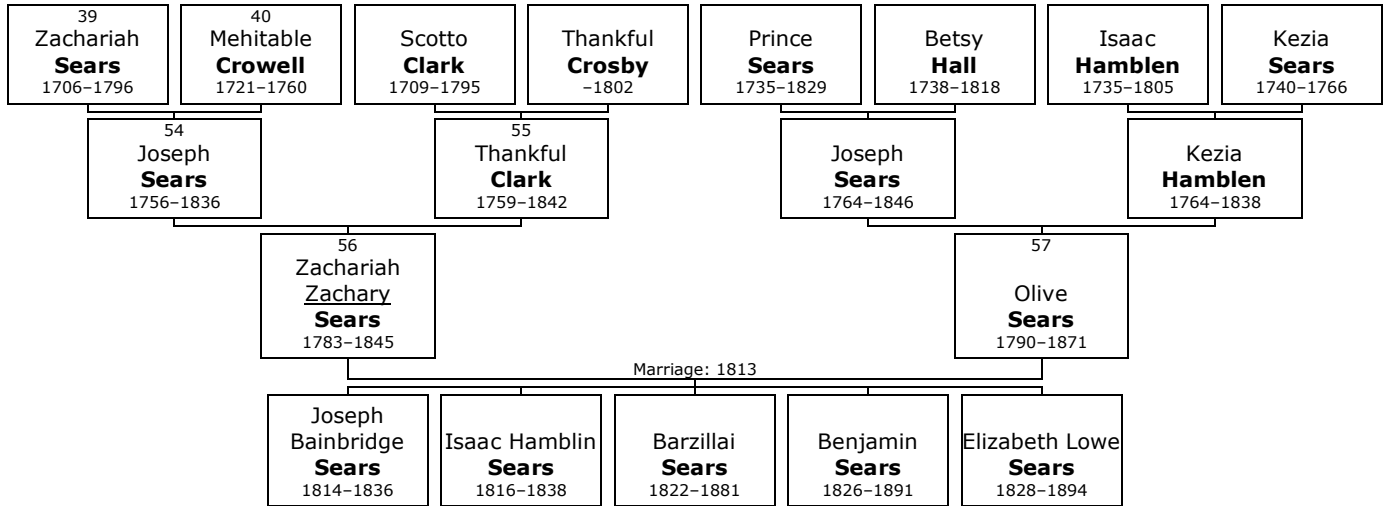 39
Zachariah
Sears
1706–1796
40
Mehitable
Crowell
1721–1760
Scotto
Clark
1709–1795
Thankful
Crosby
–1802
Prince
Sears
1735–1829
Betsy
Hall
1738–1818
Isaac
Hamblen
1735–1805
Kezia
Sears
1740–1766
54
Joseph
Sears
1756–1836
55
Thankful
Clark
1759–1842
Joseph
Sears
1764–1846
Kezia
Hamblen
1764–1838
56
Zachariah
Zachary
Sears
1783–1845
57
Olive
Sears
1790–1871
Marriage: 1813
Joseph
Bainbridge
Sears
1814–1836
Isaac Hamblin
Sears
1816–1838
Barzillai
Sears
1822–1881
Benjamin
Sears
1826–1891
Elizabeth Lowe
Sears
1828–1894